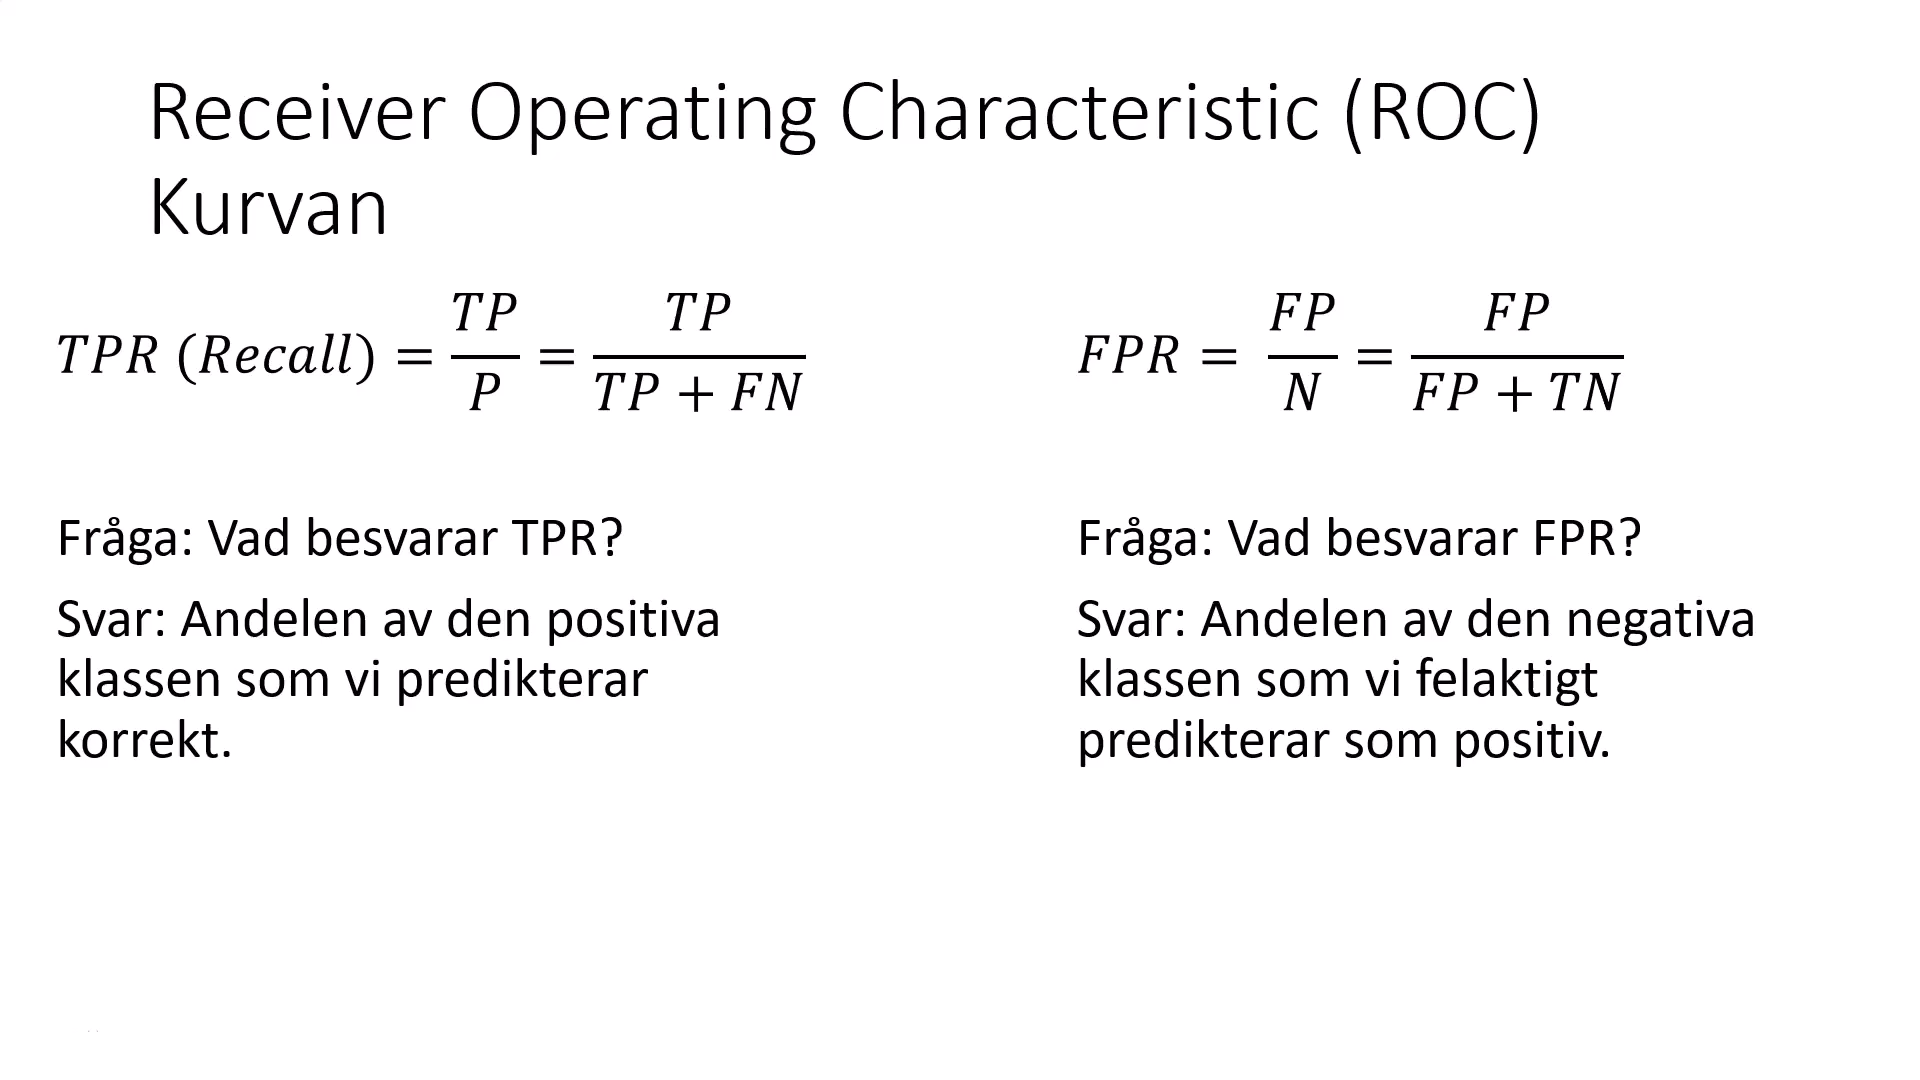 Receiver Operating Characteristic (ROC)
Kurvan
TPR (Recall) = TP/P = TP/(TP + FN)
Fråga: Vad besvarar TPR?
Svar: Andelen av den positiva
klassen som vi predikterar
korrekt.
FPR = FP/N = FP/(FP + TN)
Fråga: Vad besvarar FPR?
Svar: Andelen av den negativa
klassen som vi felaktigt
predikterar som positiv.